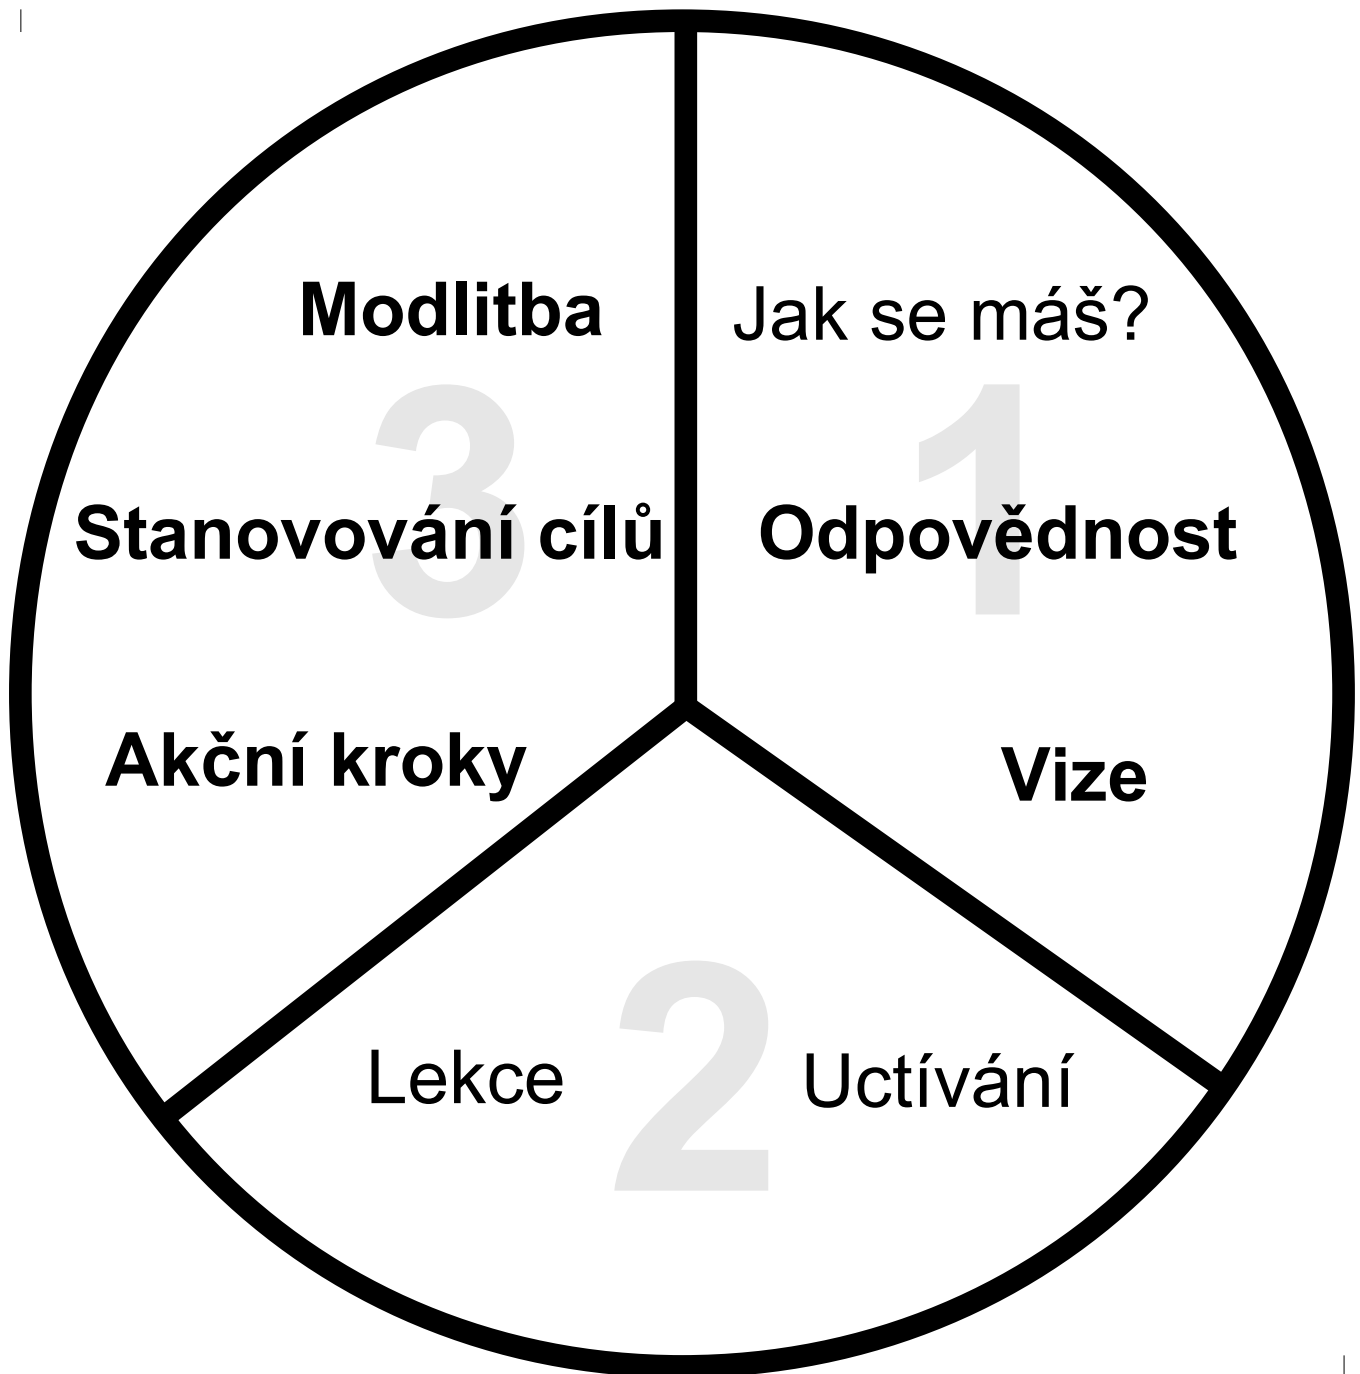 Modlitba
Jak se máš?
3
1
Stanovování cílů
Odpovědnost
Akční kroky
Vize
2
Lekce
Uctívání